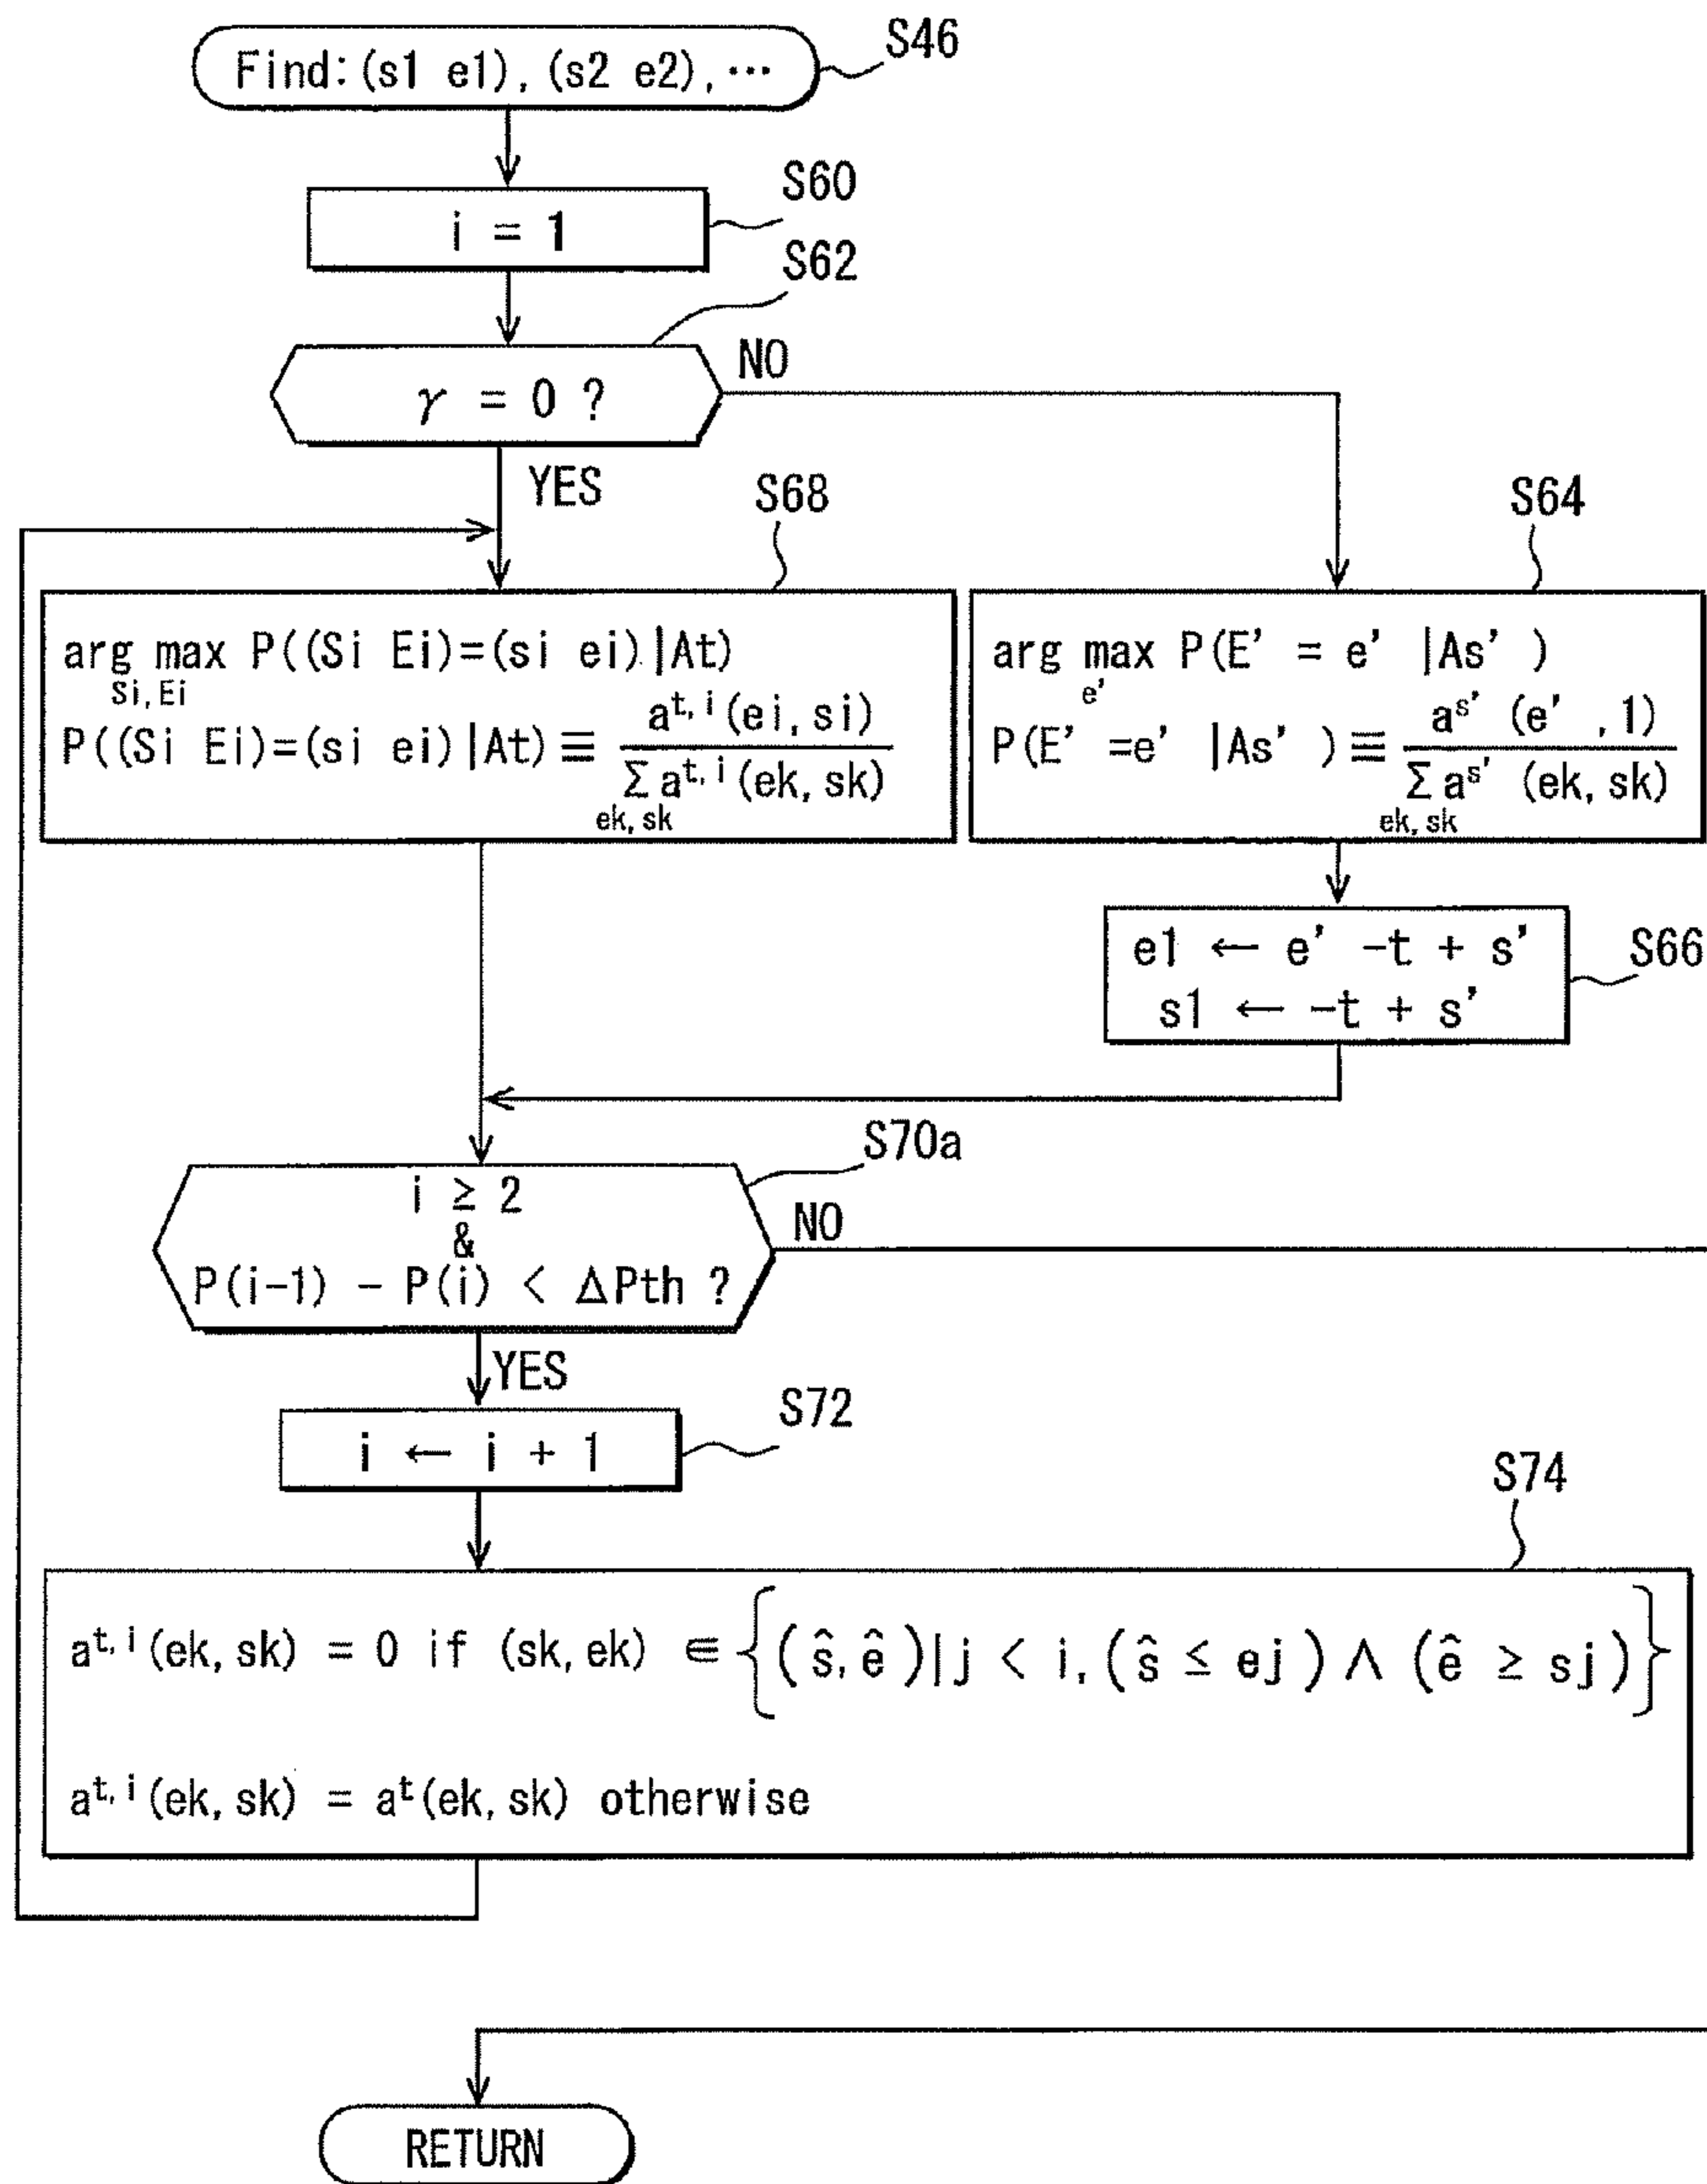 Find:(s1 e1), (s2 e2), ⋯
S46
i = 1
S60
γ = 0 ?
S62
NO
YES
S68
arg max P((Si Ei)=(si ei)|At)
Si, Ei
P((Si Ei)=(si ei)|At) ≡ a^{t, i}(ei, si) / Σ a^{t, i}(ek, sk)
ek, sk
S64
arg max P(E' = e' |As' )
e'
P(E' =e' |As' ) ≡ a^{s'} (e' , 1) / Σ a^{s'} (ek, sk)
ek, sk
e1 ← e' -t + s'
s1 ← -t + s'
S66
S70a
i ≥ 2
&
P(i-1) - P(i) < ΔPth ?
NO
YES
i ← i + 1
S72
S74
a^{t, i}(ek, sk) = 0 if (sk, ek) ∈ {(ŝ, ê)|j < i, (ŝ ≤ ej) ∧ (ê ≥ sj)}
a^{t, i}(ek, sk) = a^t(ek, sk) otherwise
RETURN